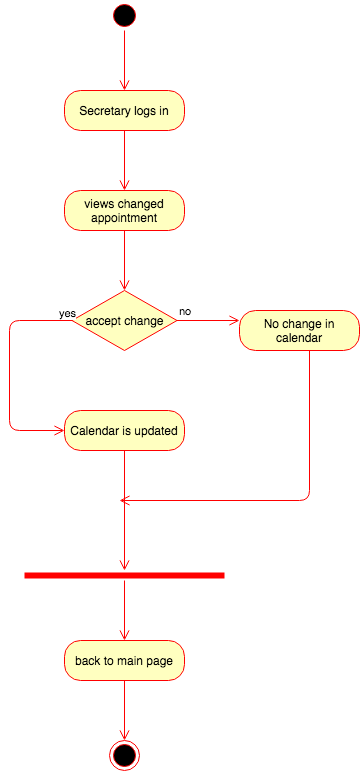 Secretary logs in
views changed
appointment
yes
accept change
no
No change in
calendar
Calendar is updated
back to main page